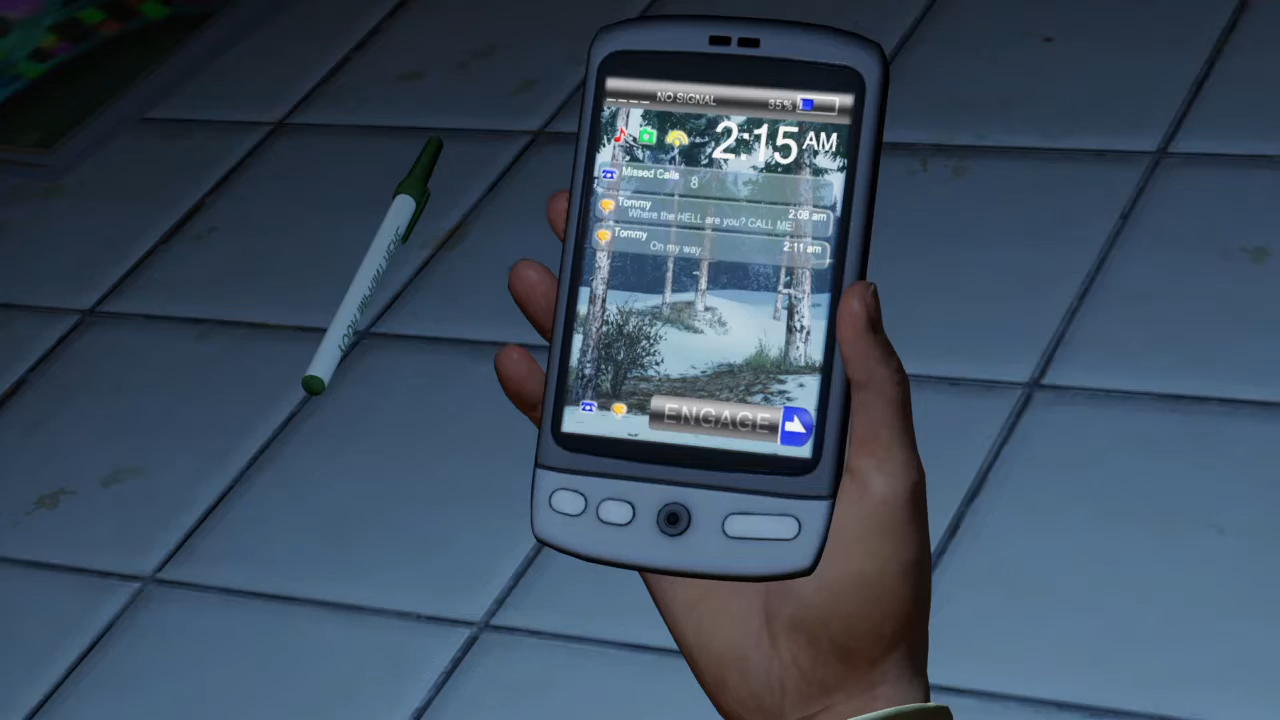 NO SIGNAL 35%
2:15 AM
Missed Calls
8
Tommy 2:08 am
Where the HELL are you? CALL ME!
Tommy 2:11 am
On my way
ENGAGE